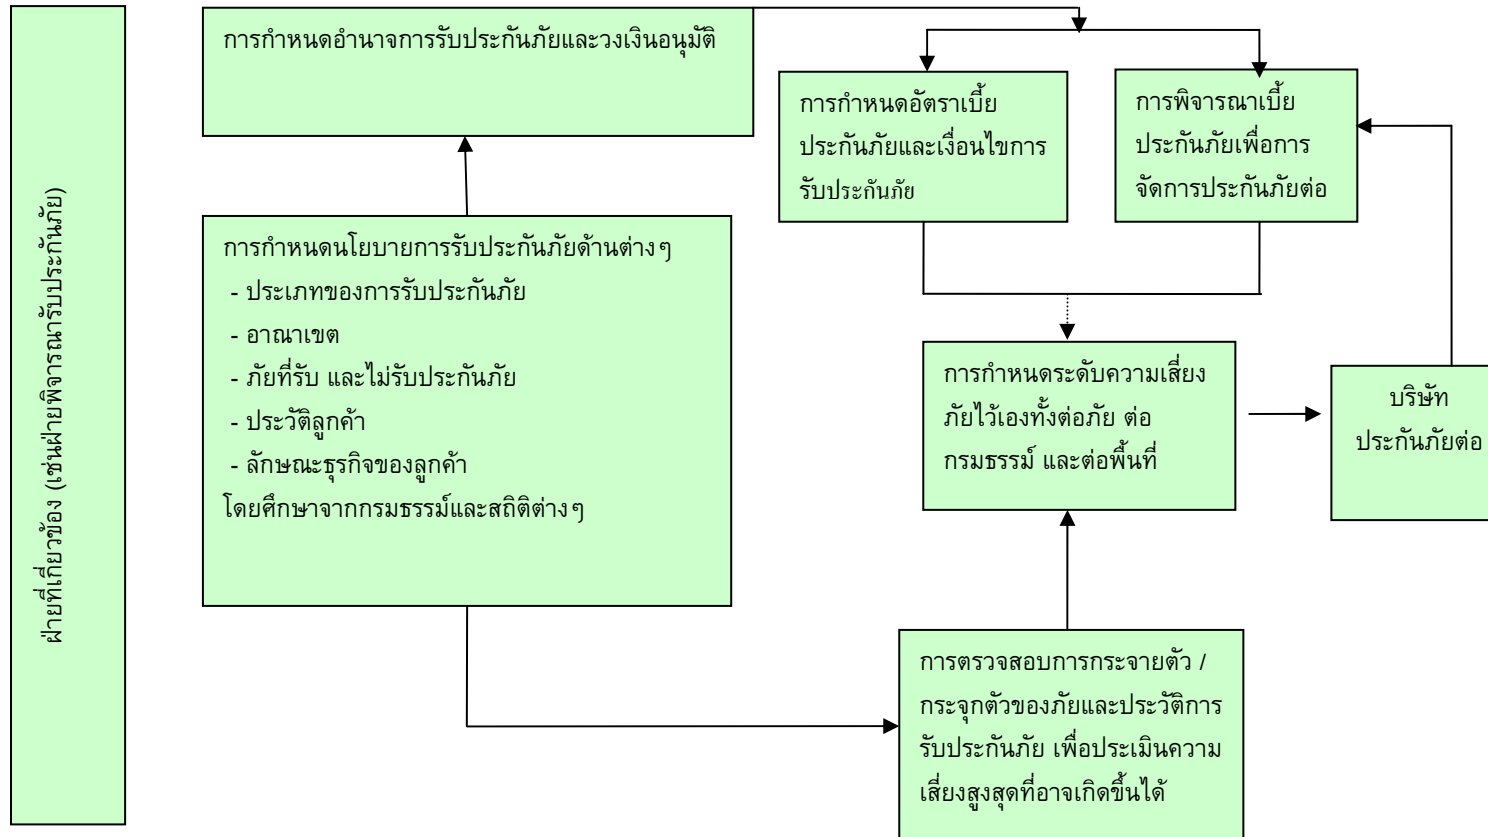 ฝ่ายที่เกี่ยวข้อง (เช่นฝ่ายพิจารณารับประกันภัย)
การกำหนดอำนาจการรับประกันภัยและวงเงินอนุมัติ
การกำหนดอัตราเบี้ย
ประกันภัยและเงื่อนไขการ
รับประกันภัย
การพิจารณาเบี้ย
ประกันภัยเพื่อการ
จัดการประกันภัยต่อ
การกำหนดนโยบายการรับประกันภัยด้านต่างๆ
- ประเภทของการรับประกันภัย
- อาณาเขต
- ภัยที่รับ และไม่รับประกันภัย
- ประวัติลูกค้า
- ลักษณะธุรกิจของลูกค้า
โดยศึกษาจากกรมธรรม์และสถิติต่างๆ
การกำหนดระดับความเสี่ยง
ภัยไว้เองทั้งต่อภัย ต่อ
กรมธรรม์ และต่อพื้นที่
บริษัท
ประกันภัยต่อ
การตรวจสอบการกระจายตัว /
กระจุกตัวของภัยและประวัติการ
รับประกันภัย เพื่อประเมินความ
เสี่ยงสูงสุดที่อาจเกิดขึ้นได้